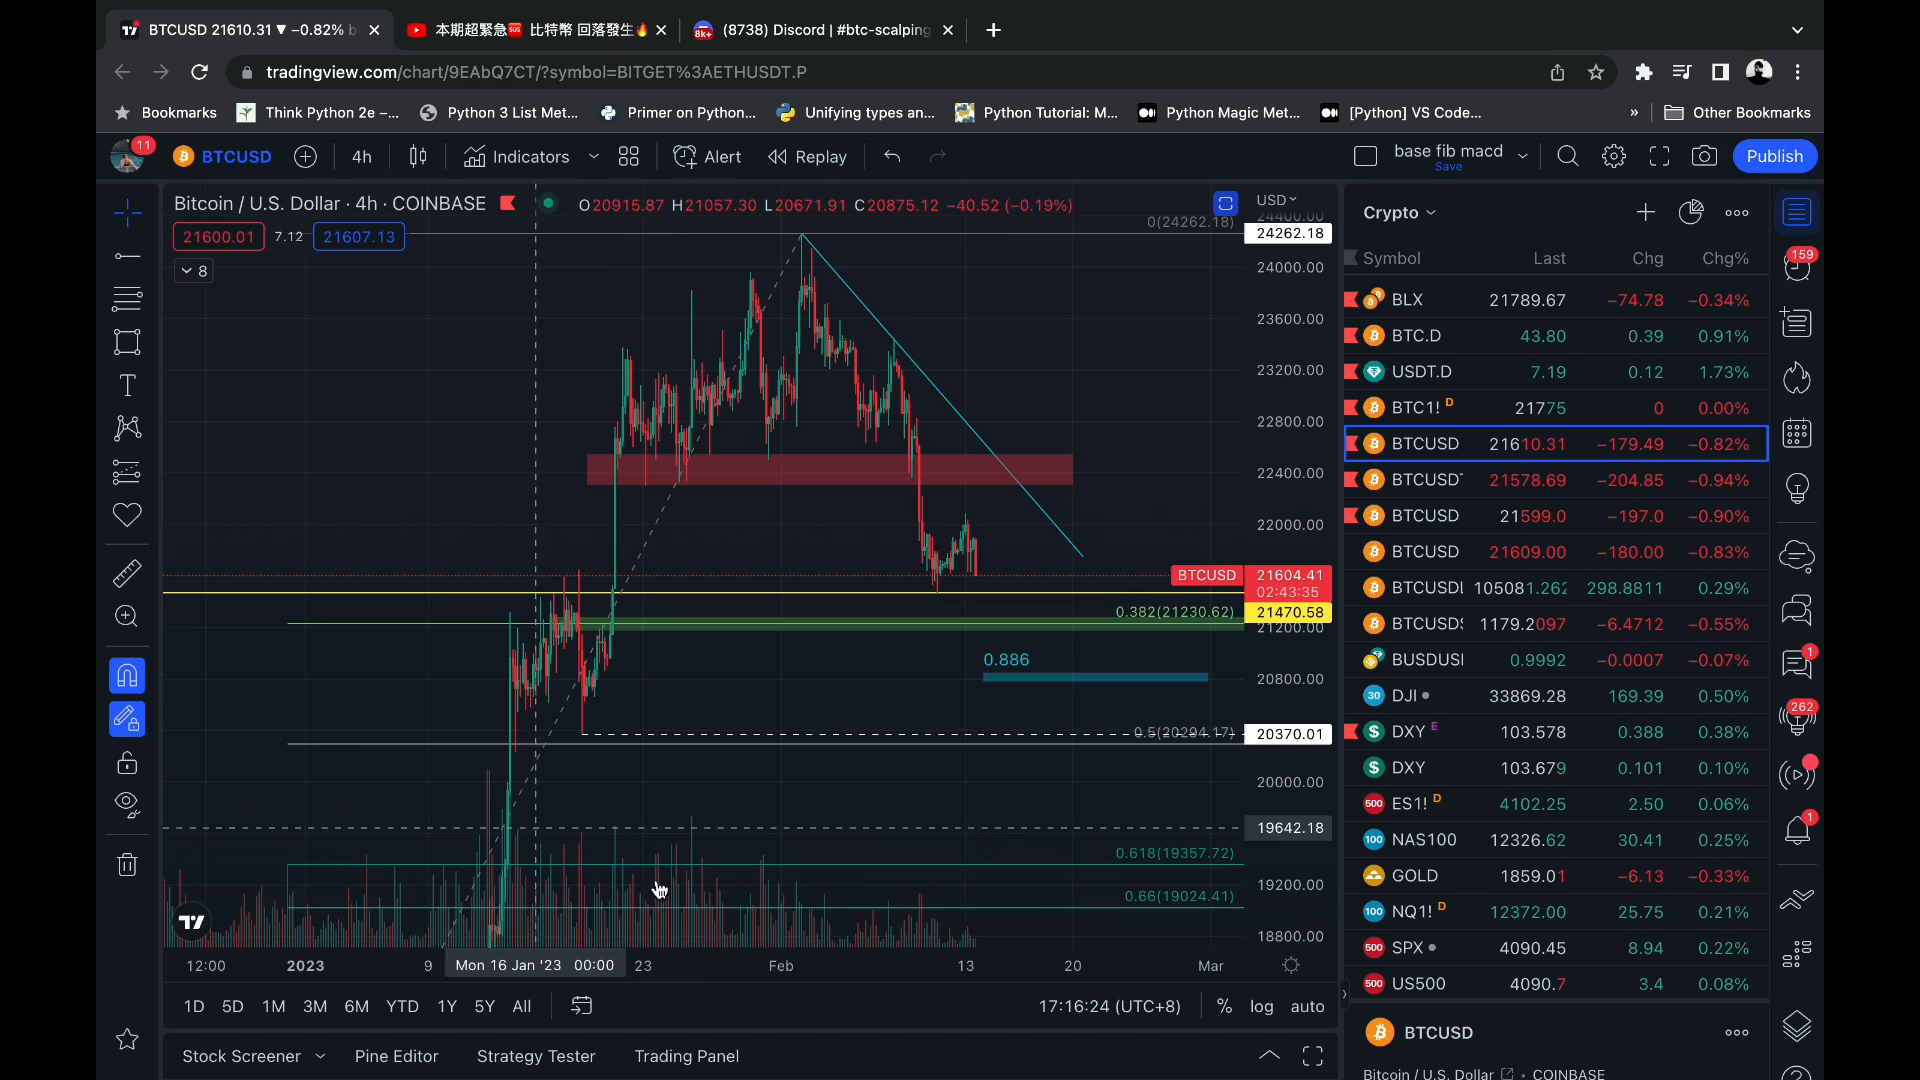 BTCUSD 21610.31 ▼ −0.82% b
本期超緊急🆘 比特幣 回落發生🔥
(8738) Discord | #btc-scalping
tradingview.com/chart/9EAbQ7CT/?symbol=BITGET%3AETHUSDT.P
Bookmarks
Think Python 2e –...
Python 3 List Met...
Primer on Python...
Unifying types an...
Python Tutorial: M...
Python Magic Met...
[Python] VS Code...
»
Other Bookmarks
11
BTCUSD
4h
Indicators
Alert
Replay
base fib macd
Save
Publish
Bitcoin / U.S. Dollar · 4h · COINBASE
O20915.87 H21057.30 L20671.91 C20875.12 −40.52 (−0.19%)
21600.01 7.12 21607.13
8
USD
24400.00
0(24262.18)
24262.18
24000.00
23600.00
23200.00
22800.00
22400.00
22000.00
BTCUSD 21604.41
02:43:35
0.382(21230.62)
21470.58
21200.00
0.886
20800.00
0.5(20294.17)
20370.01
20000.00
19642.18
0.618(19357.72)
19200.00
0.66(19024.41)
18800.00
12:00 2023 9 Mon 16 Jan '23 00:00 23 Feb 13 20 Mar
1D 5D 1M 3M 6M YTD 1Y 5Y All
17:16:24 (UTC+8) % log auto
Stock Screener Pine Editor Strategy Tester Trading Panel
Crypto
Symbol Last Chg Chg%
BLX 21789.67 −74.78 −0.34%
BTC.D 43.80 0.39 0.91%
USDT.D 7.19 0.12 1.73%
BTC1! D 21775 0 0.00%
BTCUSD 21610.31 −179.49 −0.82%
BTCUSDT 21578.69 −204.85 −0.94%
BTCUSD 21599.0 −197.0 −0.90%
BTCUSD 21609.00 −180.00 −0.83%
BTCUSDL 105081.262 298.8811 0.29%
BTCUSDS 1179.2097 −6.4712 −0.55%
BUSDUSI 0.9992 −0.0007 −0.07%
30 DJI 33869.28 169.39 0.50%
DXY E 103.578 0.388 0.38%
DXY 103.679 0.101 0.10%
500 ES1! D 4102.25 2.50 0.06%
100 NAS100 12326.62 30.41 0.25%
GOLD 1859.01 −6.13 −0.33%
100 NQ1! D 12372.00 25.75 0.21%
500 SPX 4090.45 8.94 0.22%
500 US500 4090.7 3.4 0.08%
BTCUSD
Bitcoin / U.S. Dollar • COINBASE
159
1
262
1